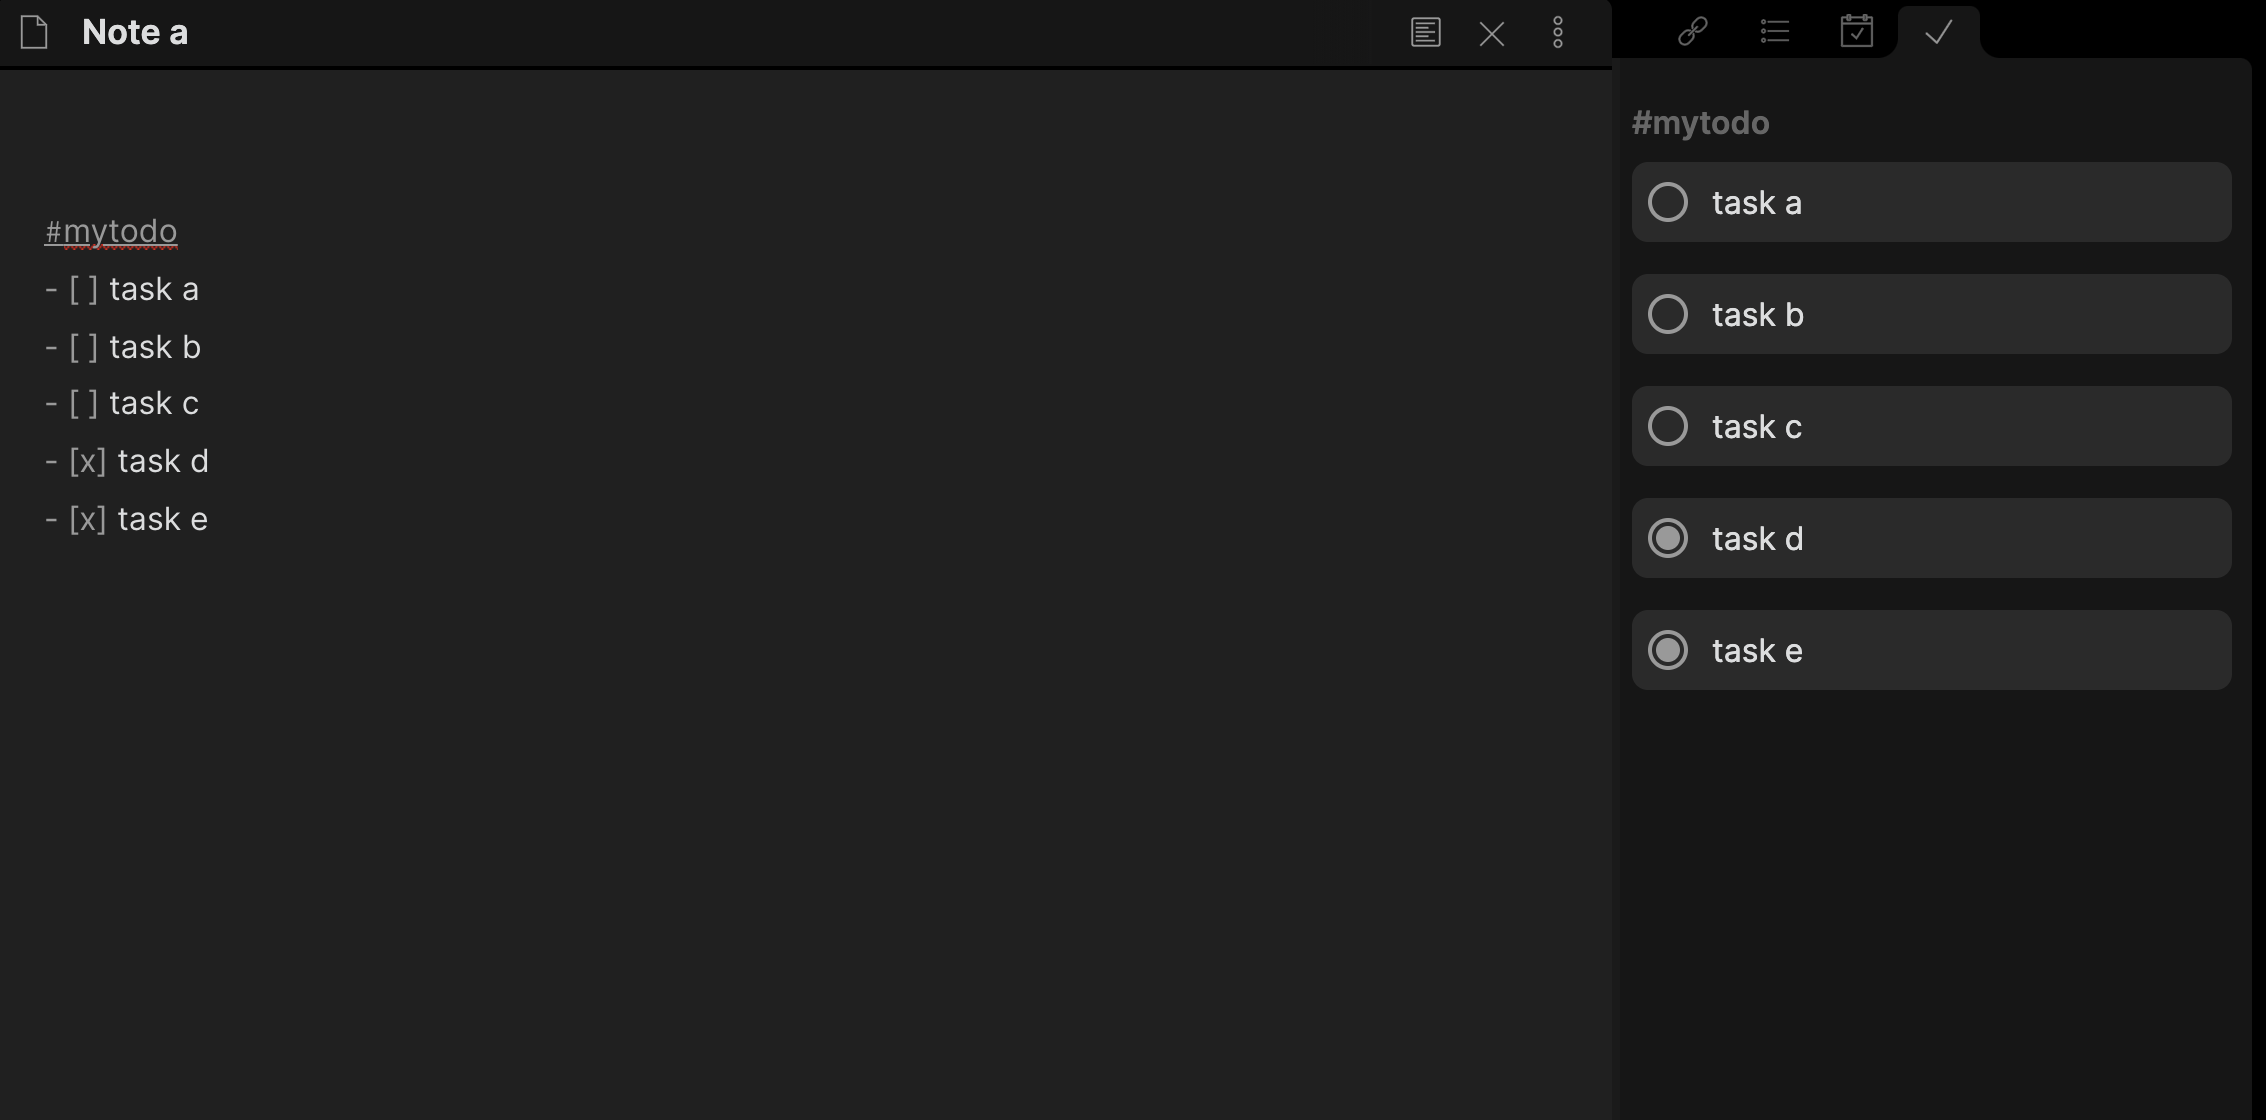 Note a
#mytodo
- [ ] task a
- [ ] task b
- [ ] task c
- [x] task d
- [x] task e
#mytodo
task a
task b
task c
task d
task e